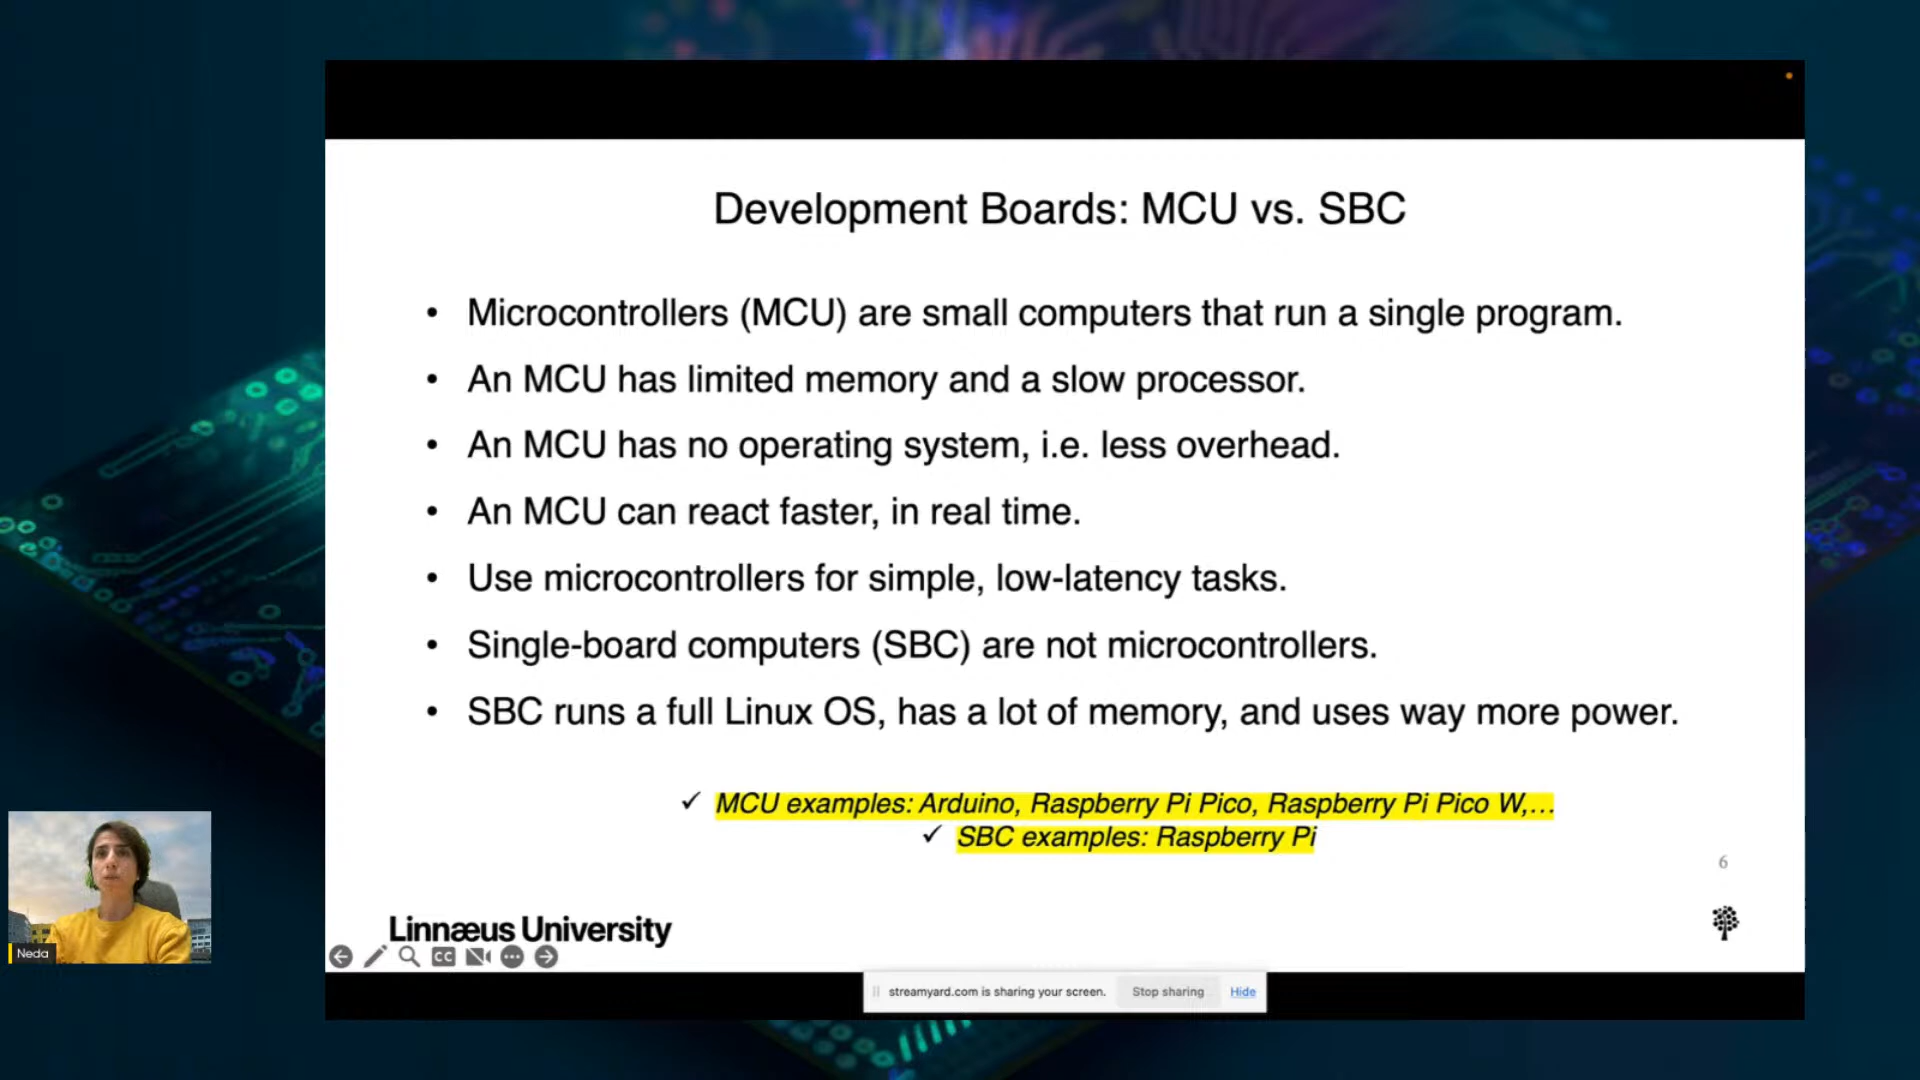 Development Boards: MCU vs. SBC
• Microcontrollers (MCU) are small computers that run a single program.
• An MCU has limited memory and a slow processor.
• An MCU has no operating system, i.e. less overhead.
• An MCU can react faster, in real time.
• Use microcontrollers for simple, low-latency tasks.
• Single-board computers (SBC) are not microcontrollers.
• SBC runs a full Linux OS, has a lot of memory, and uses way more power.
✓ MCU examples: Arduino, Raspberry Pi Pico, Raspberry Pi Pico W,...
✓ SBC examples: Raspberry Pi
6
Linnæus University
CC
Neda
streamyard.com is sharing your screen. Stop sharing Hide